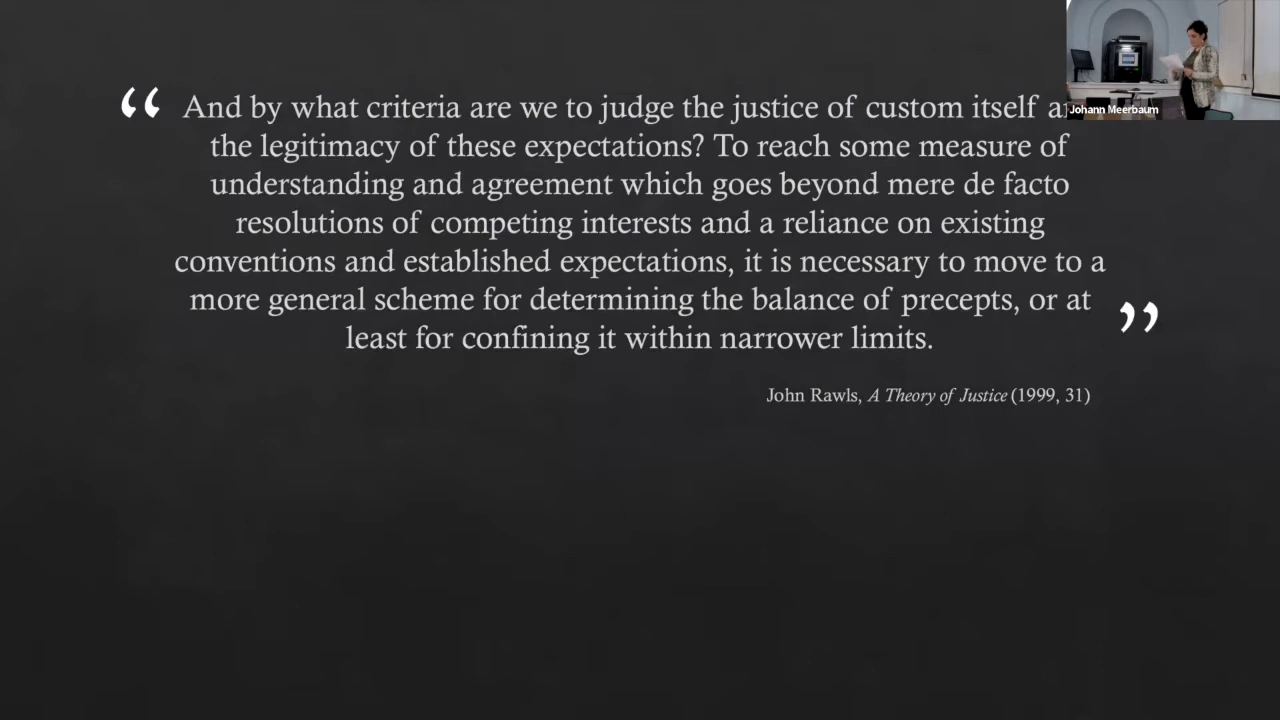 “ And by what criteria are we to judge the justice of custom itself
the legitimacy of these expectations? To reach some measure of
understanding and agreement which goes beyond mere de facto
resolutions of competing interests and a reliance on existing
conventions and established expectations, it is necessary to move to a
more general scheme for determining the balance of precepts, or at
least for confining it within narrower limits. ”
John Rawls, A Theory of Justice (1999, 31)
Johann Meerbaum